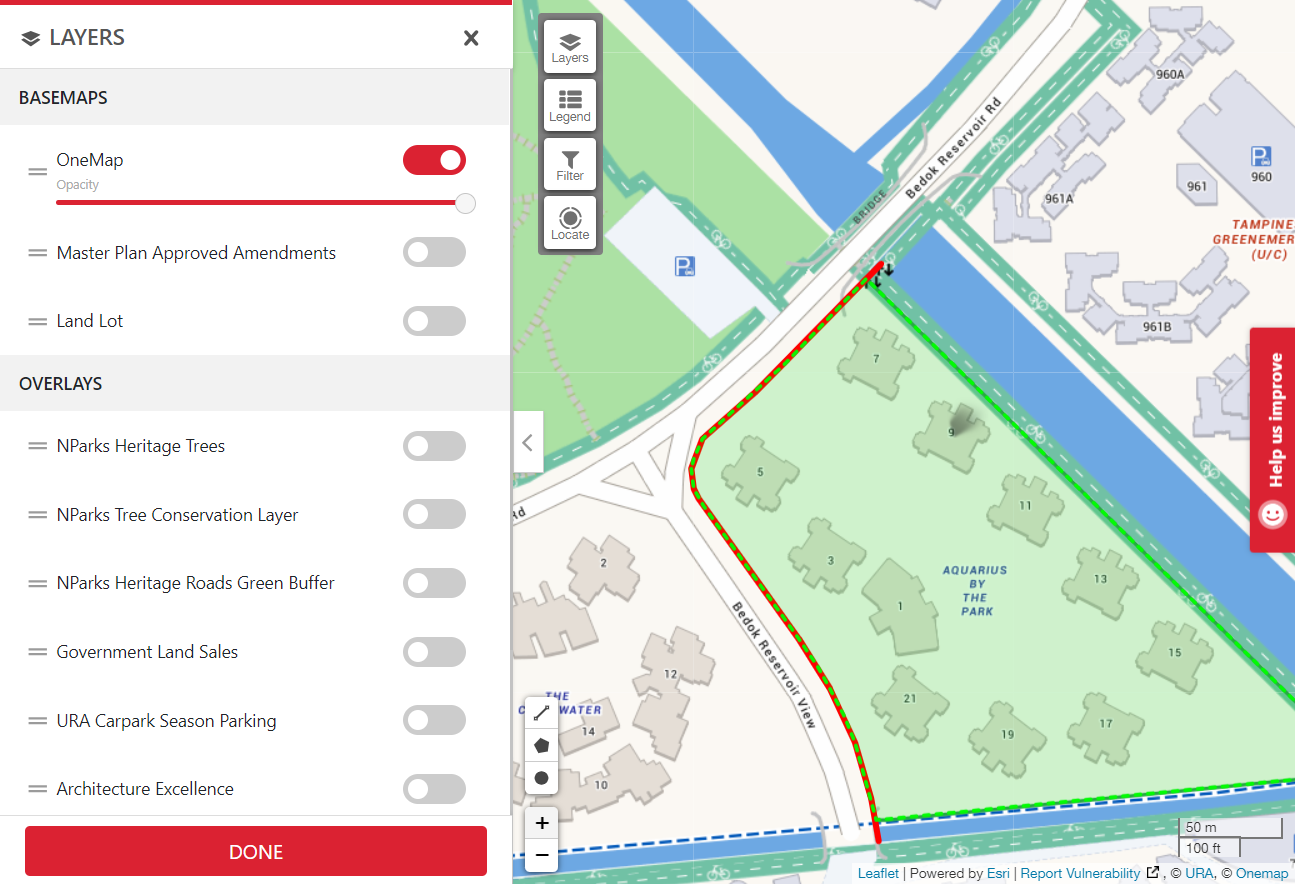 LAYERS
BASEMAPS
OneMap
Opacity
Master Plan Approved Amendments
Land Lot
OVERLAYS
NParks Heritage Trees
NParks Tree Conservation Layer
NParks Heritage Roads Green Buffer
Government Land Sales
URA Carpark Season Parking
Architecture Excellence
DONE
Layers
Legend
Filter
Locate
Bedok Reservoir Rd
BRIDGE
960A
P
960
961
961A
TAMPINE
GREENEMER
(U/C)
961B
P
7
9
5
11
3
13
1
AQUARIUS
BY
THE
PARK
15
21
19
17
Rd
2
12
THE
WATER
14
10
Bedok Reservoir View
Help us improve
+
−
50 m
100 ft
Leaflet | Powered by Esri | Report Vulnerability , © URA, © Onemap